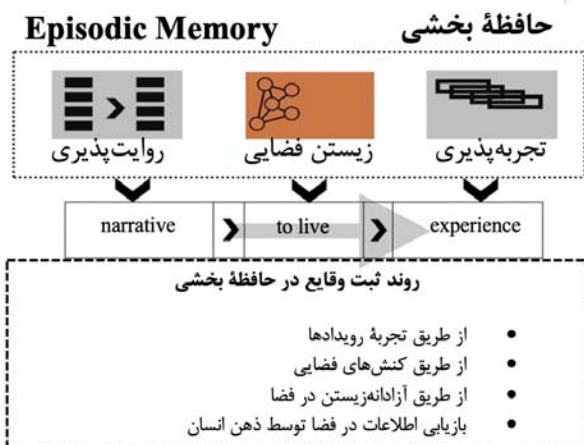 Episodic Memory
حافظهٔ بخشی
روایت‌پذیری
زیستن فضایی
تجربه‌پذیری
narrative
to live
experience
روند ثبت وقایع در حافظهٔ بخشی
• از طریق تجربهٔ رویدادها
• از طریق کنش‌های فضایی
• از طریق آزادانه‌زیستن در فضا
• بازیابی اطلاعات در فضا توسط ذهن انسان